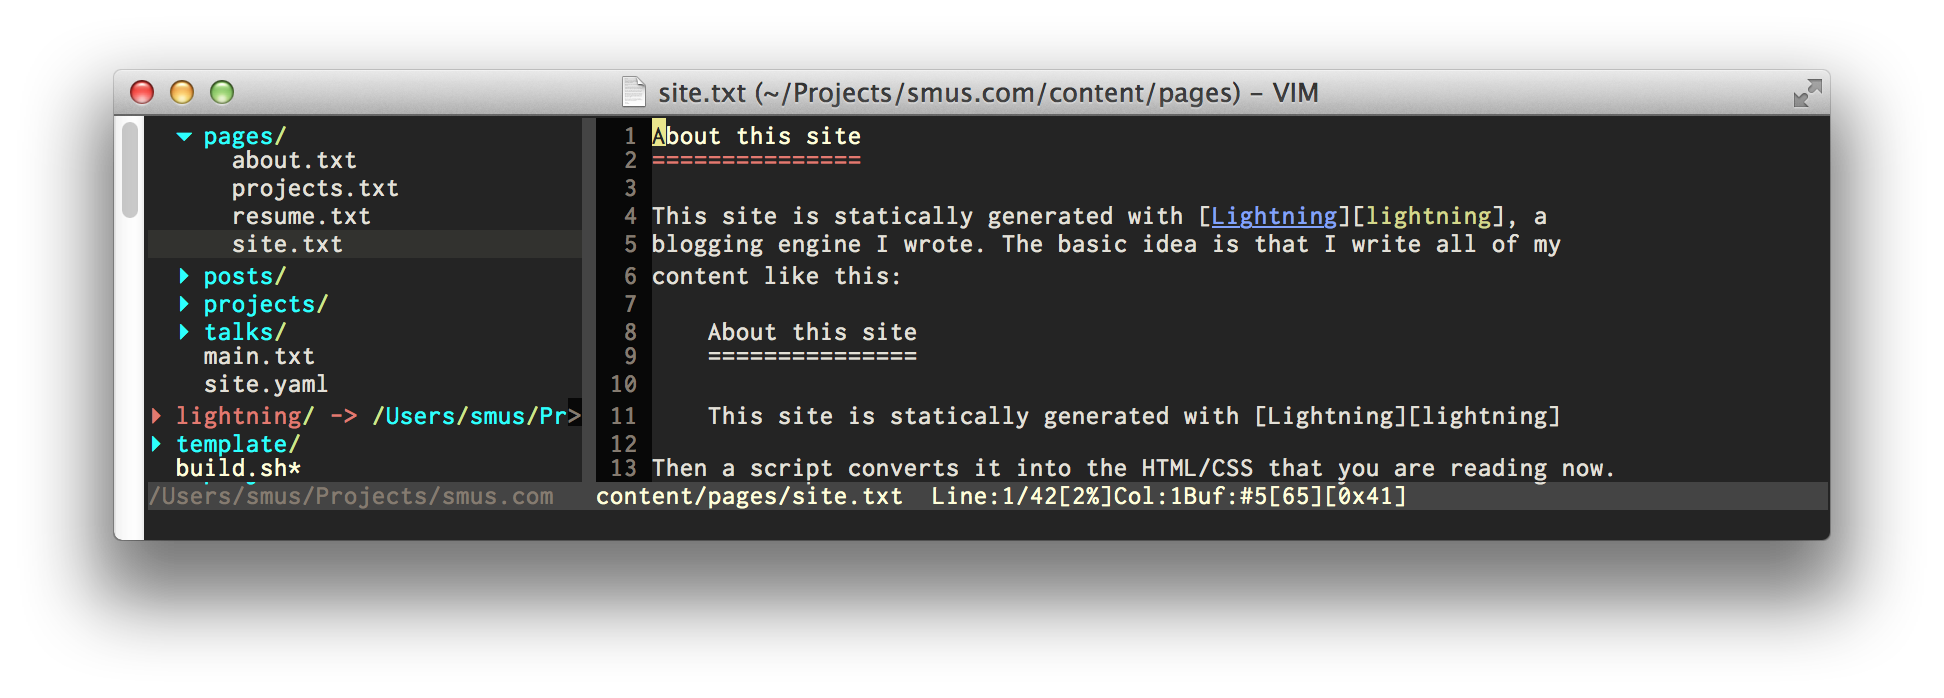 site.txt (~/Projects/smus.com/content/pages) – VIM
▼ pages/
about.txt
projects.txt
resume.txt
site.txt
▶ posts/
▶ projects/
▶ talks/
main.txt
site.yaml
▶ lightning/ -> /Users/smus/Pr>
▶ template/
build.sh*
/Users/smus/Projects/smus.com
1 About this site
2 ===============
3
4 This site is statically generated with [Lightning][lightning], a
5 blogging engine I wrote. The basic idea is that I write all of my
6 content like this:
7
8     About this site
9     ===============
10
11     This site is statically generated with [Lightning][lightning]
12
13 Then a script converts it into the HTML/CSS that you are reading now.
content/pages/site.txt  Line:1/42[2%]Col:1Buf:#5[65][0x41]